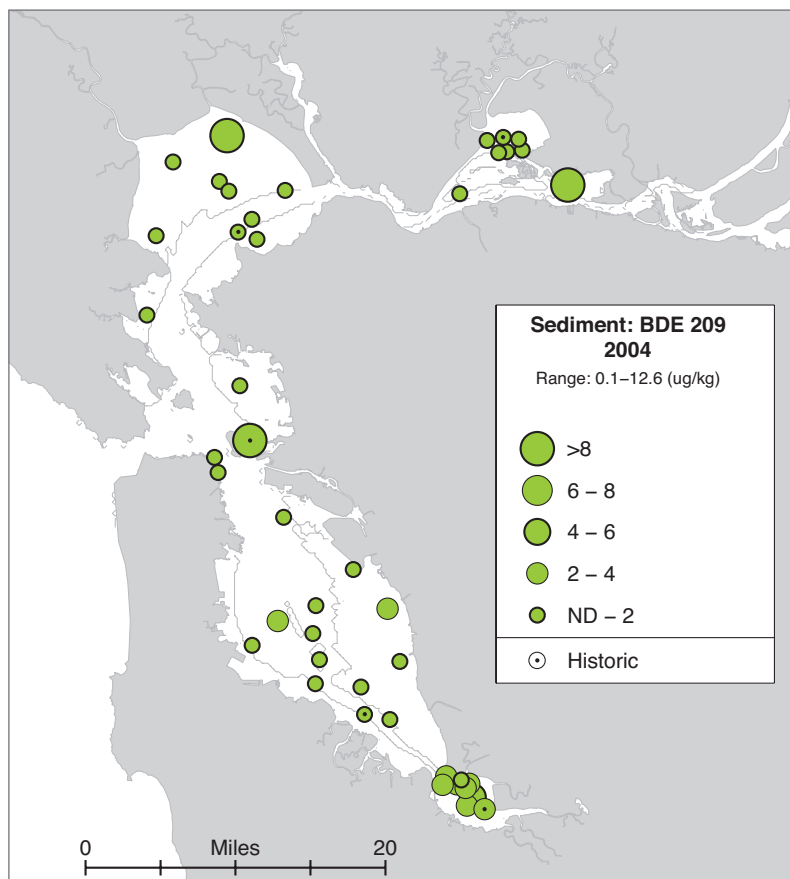 Sediment: BDE 209
2004
Range: 0.1–12.6 (ug/kg)
>8
6 – 8
4 – 6
2 – 4
ND – 2
Historic
0 Miles 20